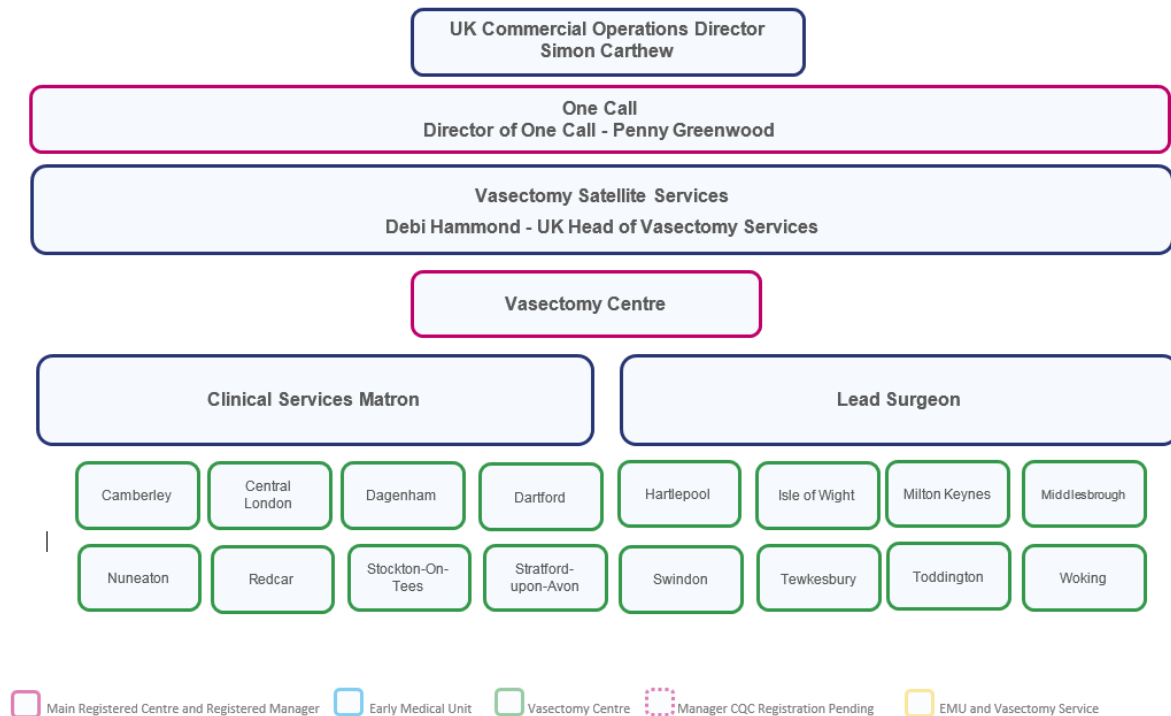 UK Commercial Operations Director
Simon Carthew
One Call
Director of One Call - Penny Greenwood
Vasectomy Satellite Services
Debi Hammond - UK Head of Vasectomy Services
Vasectomy Centre
Clinical Services Matron
Lead Surgeon
Camberley
Central
London
Dagenham
Dartford
Hartlepool
Isle of Wight
Milton Keynes
Middlesbrough
Nuneaton
Redcar
Stockton-On-
Tees
Stratford-
upon-Avon
Swindon
Tewkesbury
Toddington
Woking
Main Registered Centre and Registered Manager
Early Medical Unit
Vasectomy Centre
Manager CQC Registration Pending
EMU and Vasectomy Service